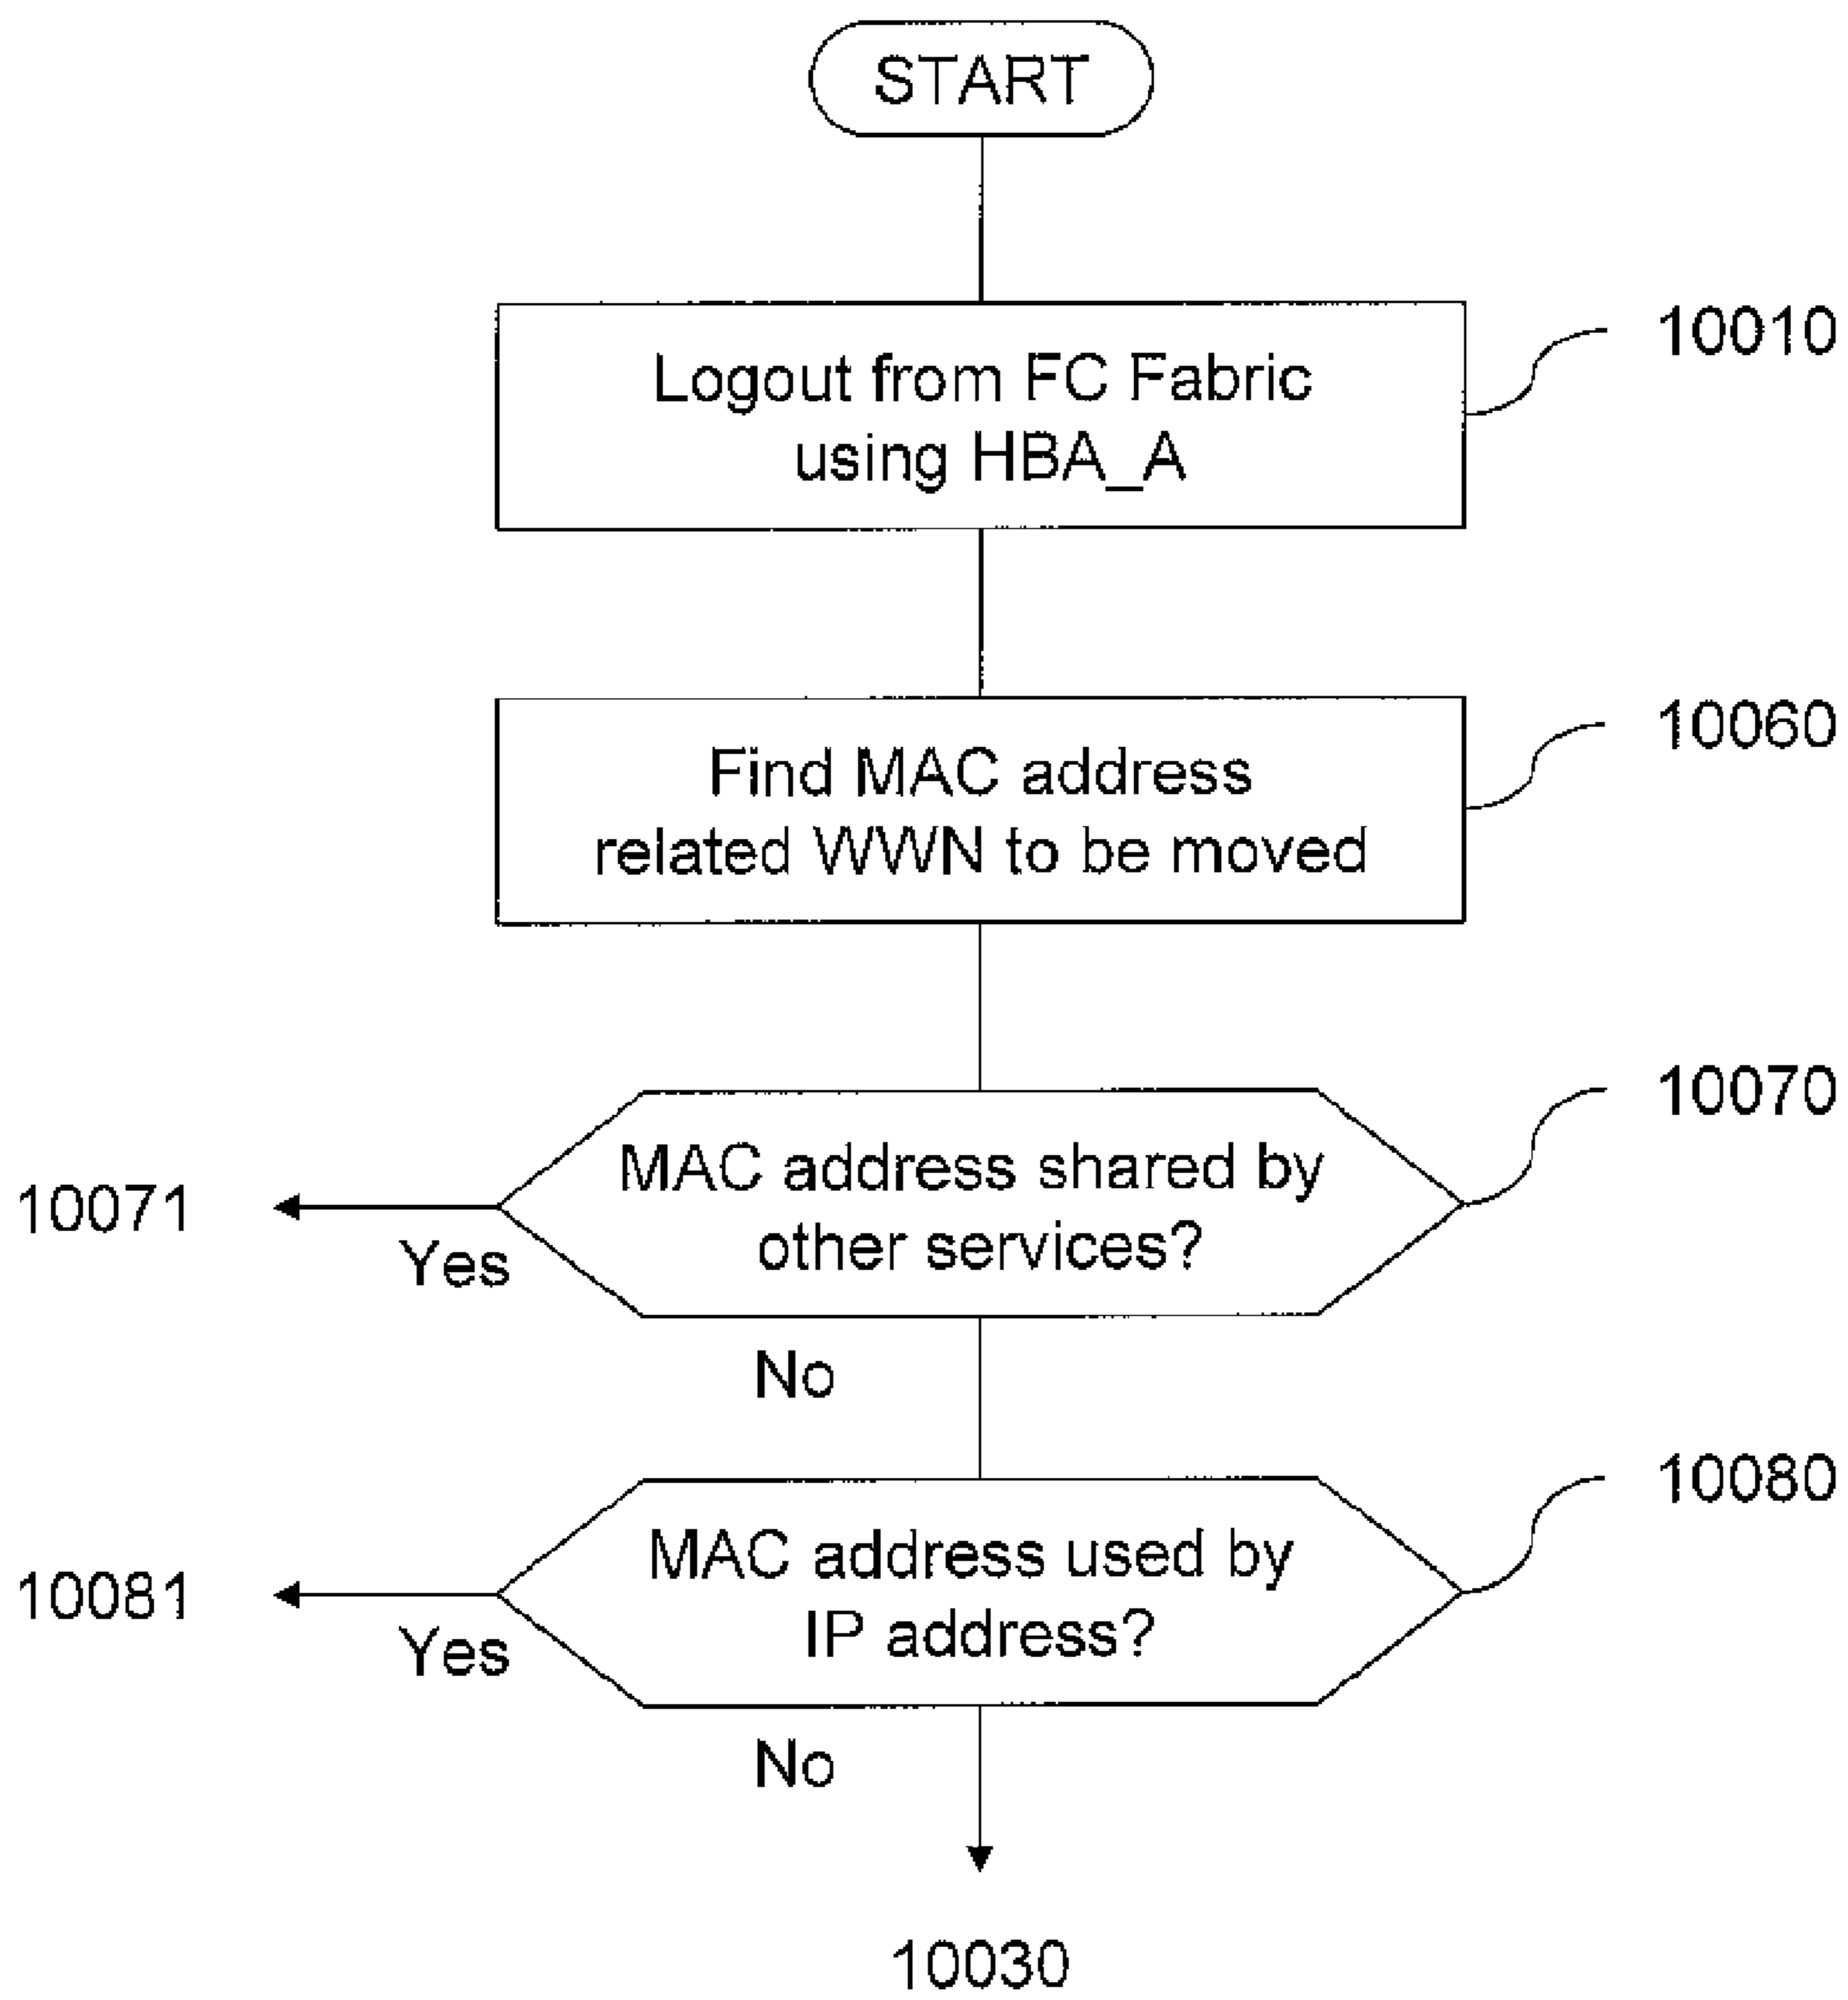 START
Logout from FC Fabric
using HBA_A
10010
Find MAC address
related WWN to be moved
10060
MAC address shared by
other services?
10070
10071
Yes
No
MAC address used by
IP address?
10080
10081
Yes
No
10030